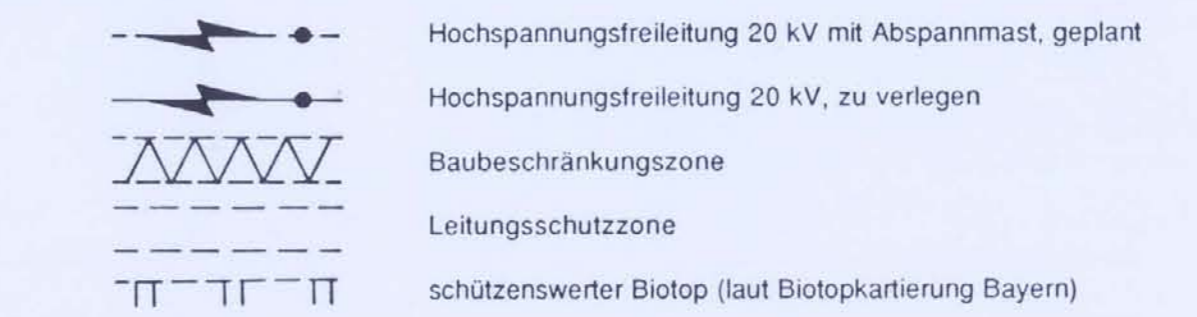 Hochspannungsfreileitung 20 kV mit Abspannmast, geplant
Hochspannungsfreileitung 20 kV, zu verlegen
Baubeschränkungszone
Leitungsschutzzone
schützenswerter Biotop (laut Biotopkartierung Bayern)